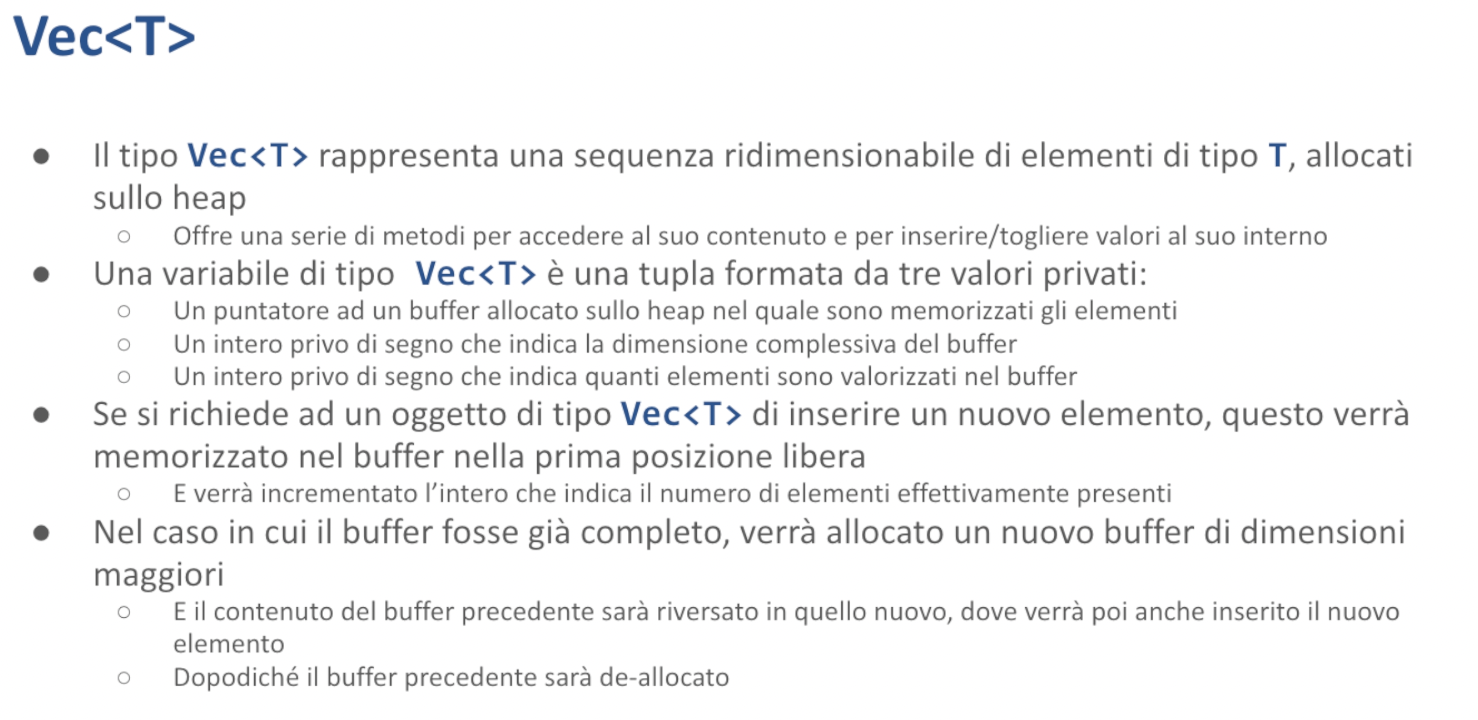 Vec<T>
● Il tipo Vec<T> rappresenta una sequenza ridimensionabile di elementi di tipo T, allocati
sullo heap
○ Offre una serie di metodi per accedere al suo contenuto e per inserire/togliere valori al suo interno
● Una variabile di tipo Vec<T> è una tupla formata da tre valori privati:
○ Un puntatore ad un buffer allocato sullo heap nel quale sono memorizzati gli elementi
○ Un intero privo di segno che indica la dimensione complessiva del buffer
○ Un intero privo di segno che indica quanti elementi sono valorizzati nel buffer
● Se si richiede ad un oggetto di tipo Vec<T> di inserire un nuovo elemento, questo verrà
memorizzato nel buffer nella prima posizione libera
○ E verrà incrementato l’intero che indica il numero di elementi effettivamente presenti
● Nel caso in cui il buffer fosse già completo, verrà allocato un nuovo buffer di dimensioni
maggiori
○ E il contenuto del buffer precedente sarà riversato in quello nuovo, dove verrà poi anche inserito il nuovo
elemento
○ Dopodiché il buffer precedente sarà de-allocato